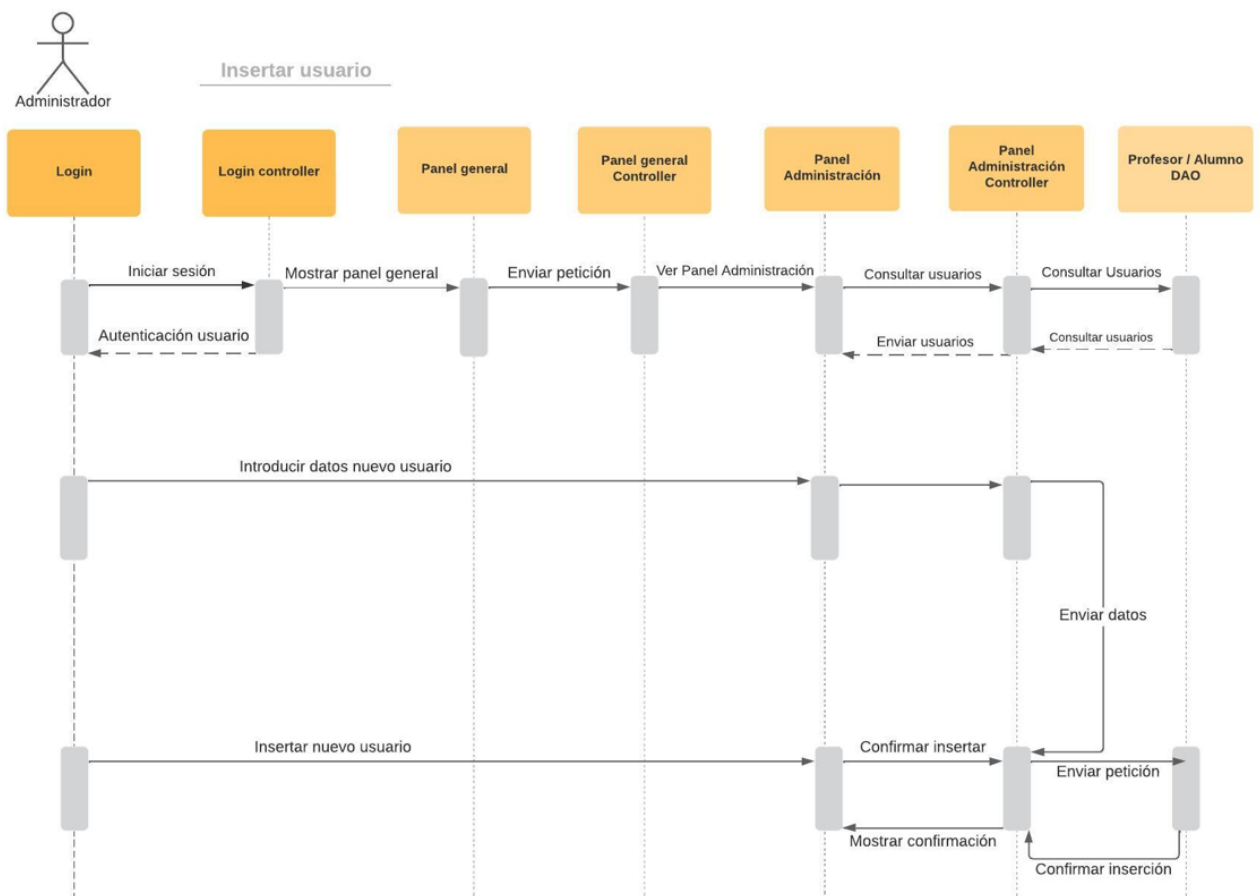 Insertar usuario
Administrador
Login
Login controller
Panel general
Panel general
Controller
Panel
Administración
Panel
Administración
Controller
Profesor / Alumno
DAO
Iniciar sesión
Mostrar panel general
Enviar petición
Ver Panel Administración
Consultar usuarios
Consultar Usuarios
Autenticación usuario
Enviar usuarios
Consultar usuarios
Introducir datos nuevo usuario
Enviar datos
Insertar nuevo usuario
Confirmar insertar
Enviar petición
Mostrar confirmación
Confirmar inserción